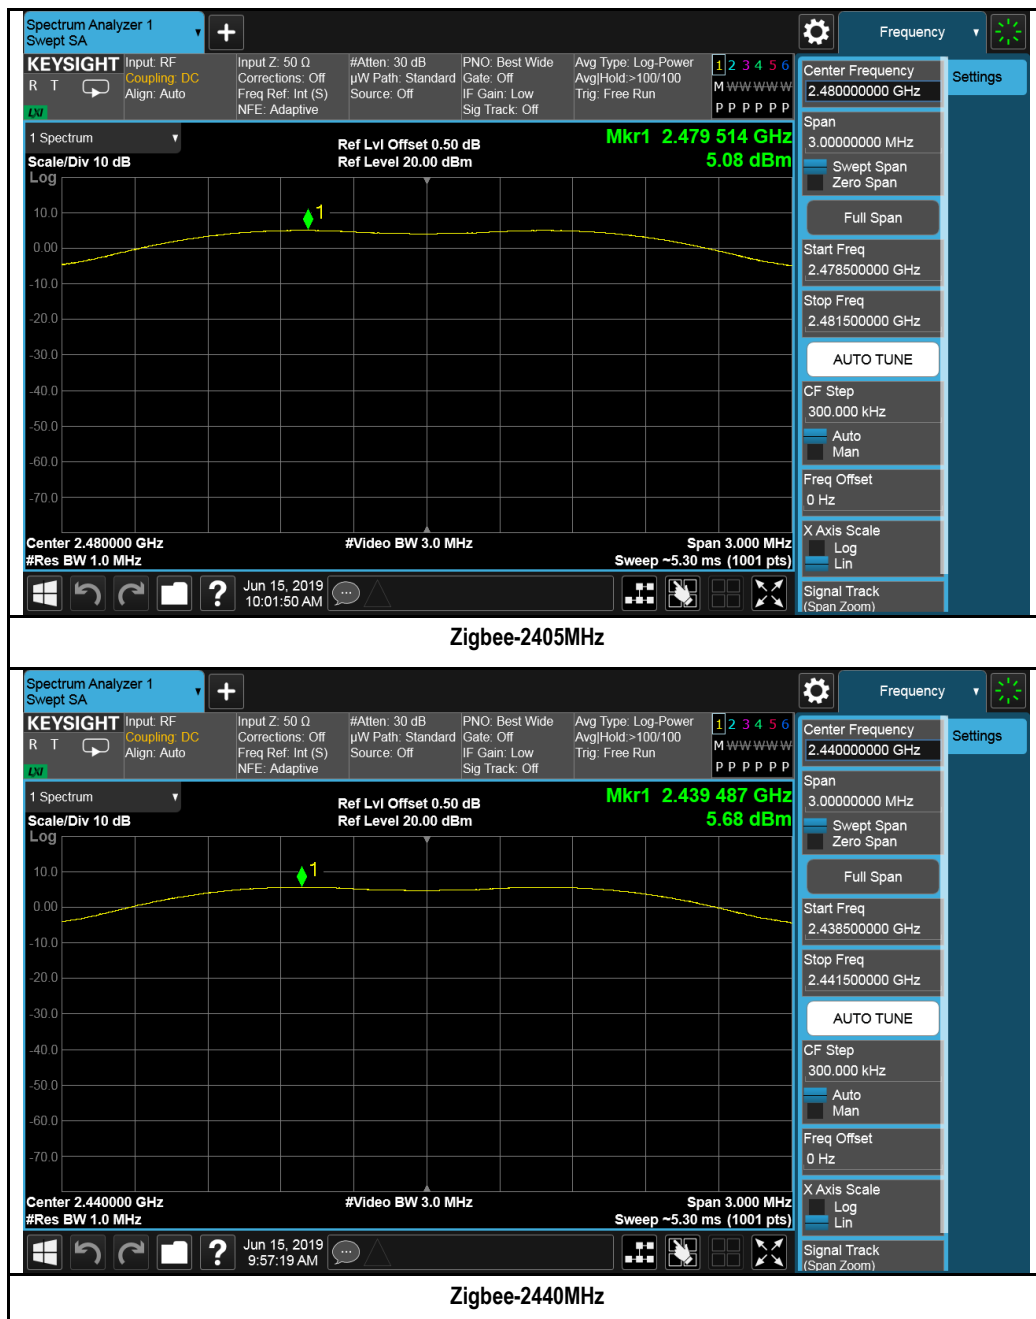 Spectrum Analyzer 1
Swept SA
Frequency
KEYSIGHT
R T
LXI
Input: RF
Coupling: DC
Align: Auto
Input Z: 50 Ω
Corrections: Off
Freq Ref: Int (S)
NFE: Adaptive
#Atten: 30 dB
µW Path: Standard
Source: Off
PNO: Best Wide
Gate: Off
IF Gain: Low
Sig Track: Off
Avg Type: Log-Power
Avg|Hold:>100/100
Trig: Free Run
1 2 3 4 5 6
M W W W W W
P P P P P P
1 Spectrum
Scale/Div 10 dB
Ref Lvl Offset 0.50 dB
Ref Level 20.00 dBm
Mkr1 2.479 514 GHz
5.08 dBm
Log
10.0
0.00
-10.0
-20.0
-30.0
-40.0
-50.0
-60.0
-70.0
1
Center 2.480000 GHz
#Res BW 1.0 MHz
#Video BW 3.0 MHz
Span 3.000 MHz
Sweep ~5.30 ms (1001 pts)
Jun 15, 2019
10:01:50 AM
?
Center Frequency
2.480000000 GHz
Span
3.00000000 MHz
Swept Span
Zero Span
Full Span
Start Freq
2.478500000 GHz
Stop Freq
2.481500000 GHz
AUTO TUNE
CF Step
300.000 kHz
Auto
Man
Freq Offset
0 Hz
X Axis Scale
Log
Lin
Signal Track
(Span Zoom)
Settings
Zigbee-2405MHz
Spectrum Analyzer 1
Swept SA
Frequency
KEYSIGHT
R T
LXI
Input: RF
Coupling: DC
Align: Auto
Input Z: 50 Ω
Corrections: Off
Freq Ref: Int (S)
NFE: Adaptive
#Atten: 30 dB
µW Path: Standard
Source: Off
PNO: Best Wide
Gate: Off
IF Gain: Low
Sig Track: Off
Avg Type: Log-Power
Avg|Hold:>100/100
Trig: Free Run
1 2 3 4 5 6
M W W W W W
P P P P P P
1 Spectrum
Scale/Div 10 dB
Ref Lvl Offset 0.50 dB
Ref Level 20.00 dBm
Mkr1 2.439 487 GHz
5.68 dBm
Log
10.0
0.00
-10.0
-20.0
-30.0
-40.0
-50.0
-60.0
-70.0
1
Center 2.440000 GHz
#Res BW 1.0 MHz
#Video BW 3.0 MHz
Span 3.000 MHz
Sweep ~5.30 ms (1001 pts)
Jun 15, 2019
9:57:19 AM
?
Center Frequency
2.440000000 GHz
Span
3.00000000 MHz
Swept Span
Zero Span
Full Span
Start Freq
2.438500000 GHz
Stop Freq
2.441500000 GHz
AUTO TUNE
CF Step
300.000 kHz
Auto
Man
Freq Offset
0 Hz
X Axis Scale
Log
Lin
Signal Track
(Span Zoom)
Settings
Zigbee-2440MHz